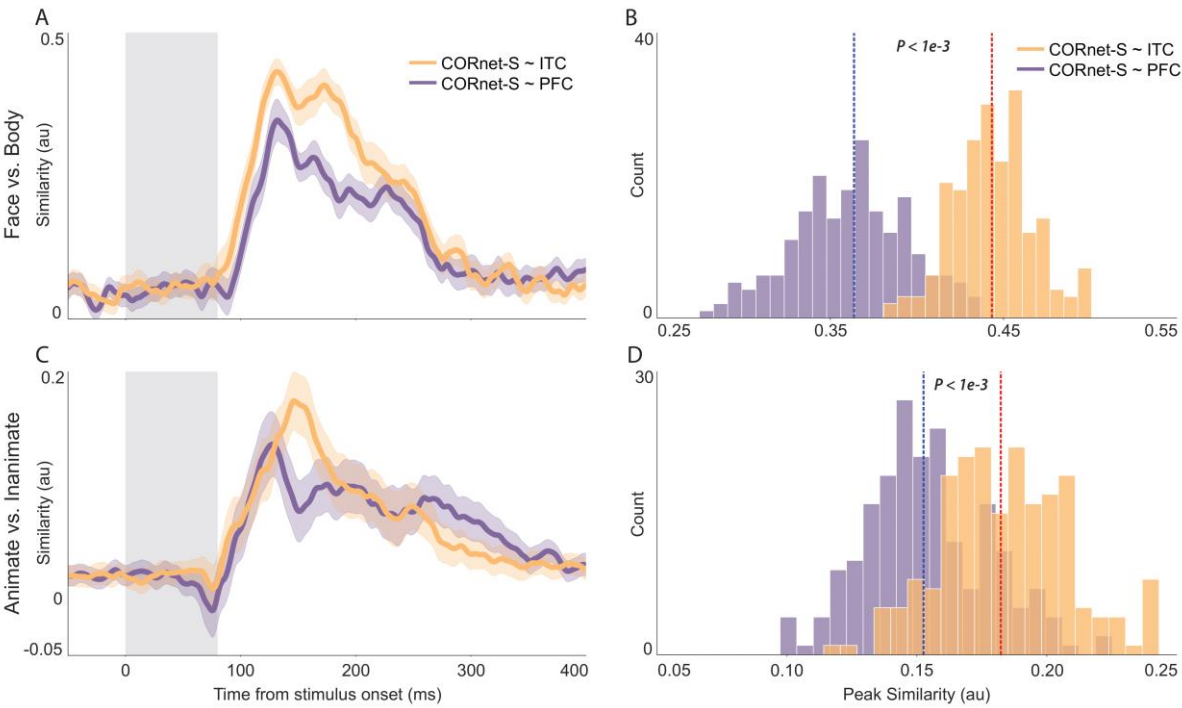 A
0.5
CORnet-S ~ ITC
CORnet-S ~ PFC
Face vs. Body
Similarity (au)
0
B
40
P < 1e-3
CORnet-S ~ ITC
CORnet-S ~ PFC
Count
0
0.25
0.35
0.45
0.55
C
0.2
Animate vs. Inanimate
Similarity (au)
0
-0.05
0
100
200
300
400
Time from stimulus onset (ms)
D
30
P < 1e-3
Count
0
0.05
0.10
0.15
0.20
0.25
Peak Similarity (au)